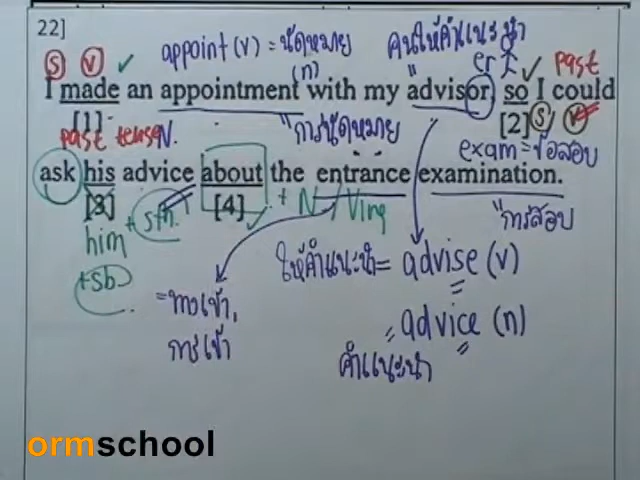 22]
appoint (v) = นัดหมาย
คนให้คำแนะนำ
(n)
er
past
S V ✓
I made an appointment with my advisor, so I could
[1]
[2] S V
past tense V.
"การนัดหมาย
exam = ข้อสอบ
ask his advice about the entrance examination.
[3] + sth. [4] ✓ + N / Ving
"การสอบ
him
+ sb
ให้คำแนะนำ = advise (v)
= ทางเข้า,
การเข้า
advice (n)
คำแนะนำ
ormschool